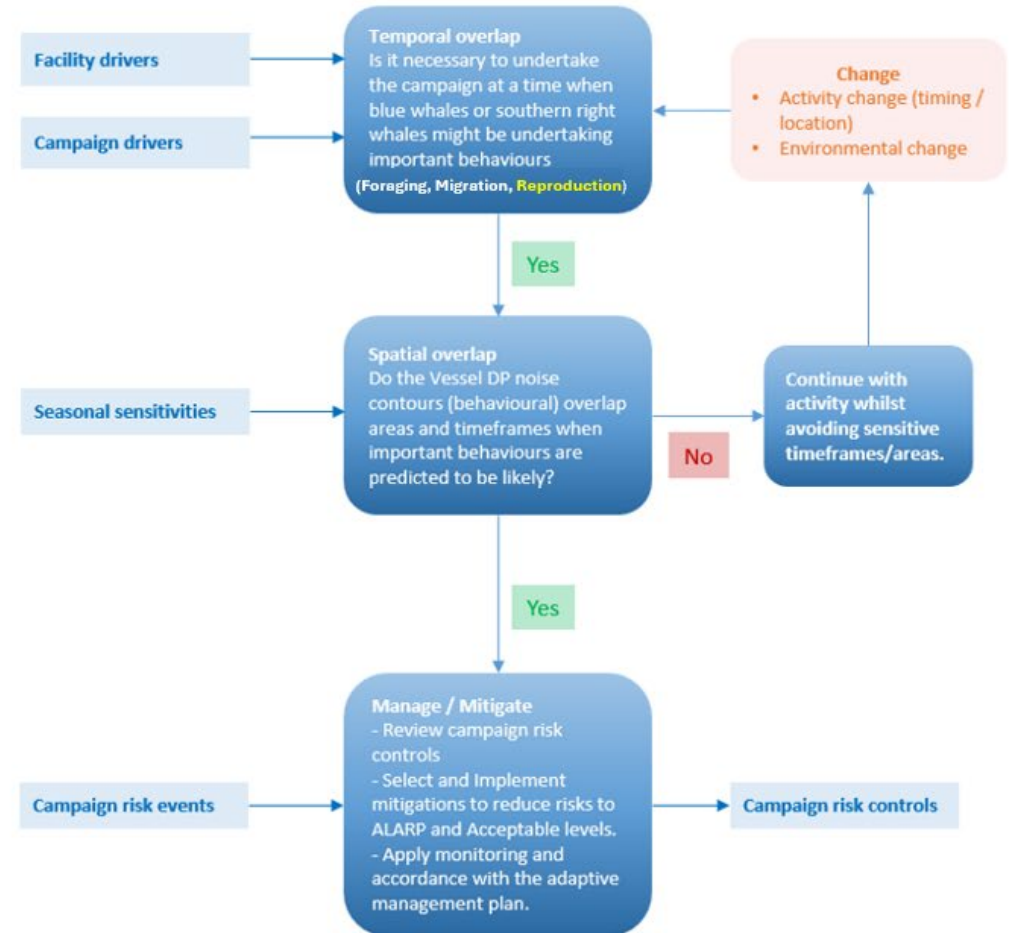 Facility drivers
Campaign drivers
Temporal overlap
Is it necessary to undertake
the campaign at a time when
blue whales or southern right
whales might be undertaking
important behaviours
(Foraging, Migration, Reproduction)
Change
• Activity change (timing /
location)
• Environmental change
Yes
Seasonal sensitivities
Spatial overlap
Do the Vessel DP noise
contours (behavioural) overlap
areas and timeframes when
important behaviours are
predicted to be likely?
No
Continue with
activity whilst
avoiding sensitive
timeframes/areas.
Yes
Campaign risk events
Manage / Mitigate
- Review campaign risk
controls
- Select and Implement
mitigations to reduce risks to
ALARP and Acceptable levels.
- Apply monitoring and
accordance with the adaptive
management plan.
Campaign risk controls